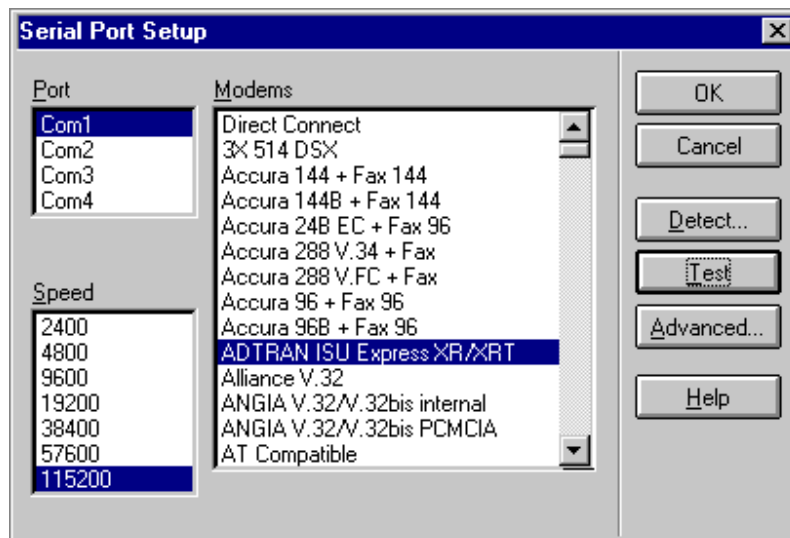 Serial Port Setup
Port
Com1
Com2
Com3
Com4
Speed
2400
4800
9600
19200
38400
57600
115200
Modems
Direct Connect
3X 514 DSX
Accura 144 + Fax 144
Accura 144B + Fax 144
Accura 24B EC + Fax 96
Accura 288 V.34 + Fax
Accura 288 V.FC + Fax
Accura 96 + Fax 96
Accura 96B + Fax 96
ADTRAN ISU Express XR/XRT
Alliance V.32
ANGIA V.32/V.32bis internal
ANGIA V.32/V.32bis PCMCIA
AT Compatible
OK
Cancel
Detect...
Test
Advanced...
Help